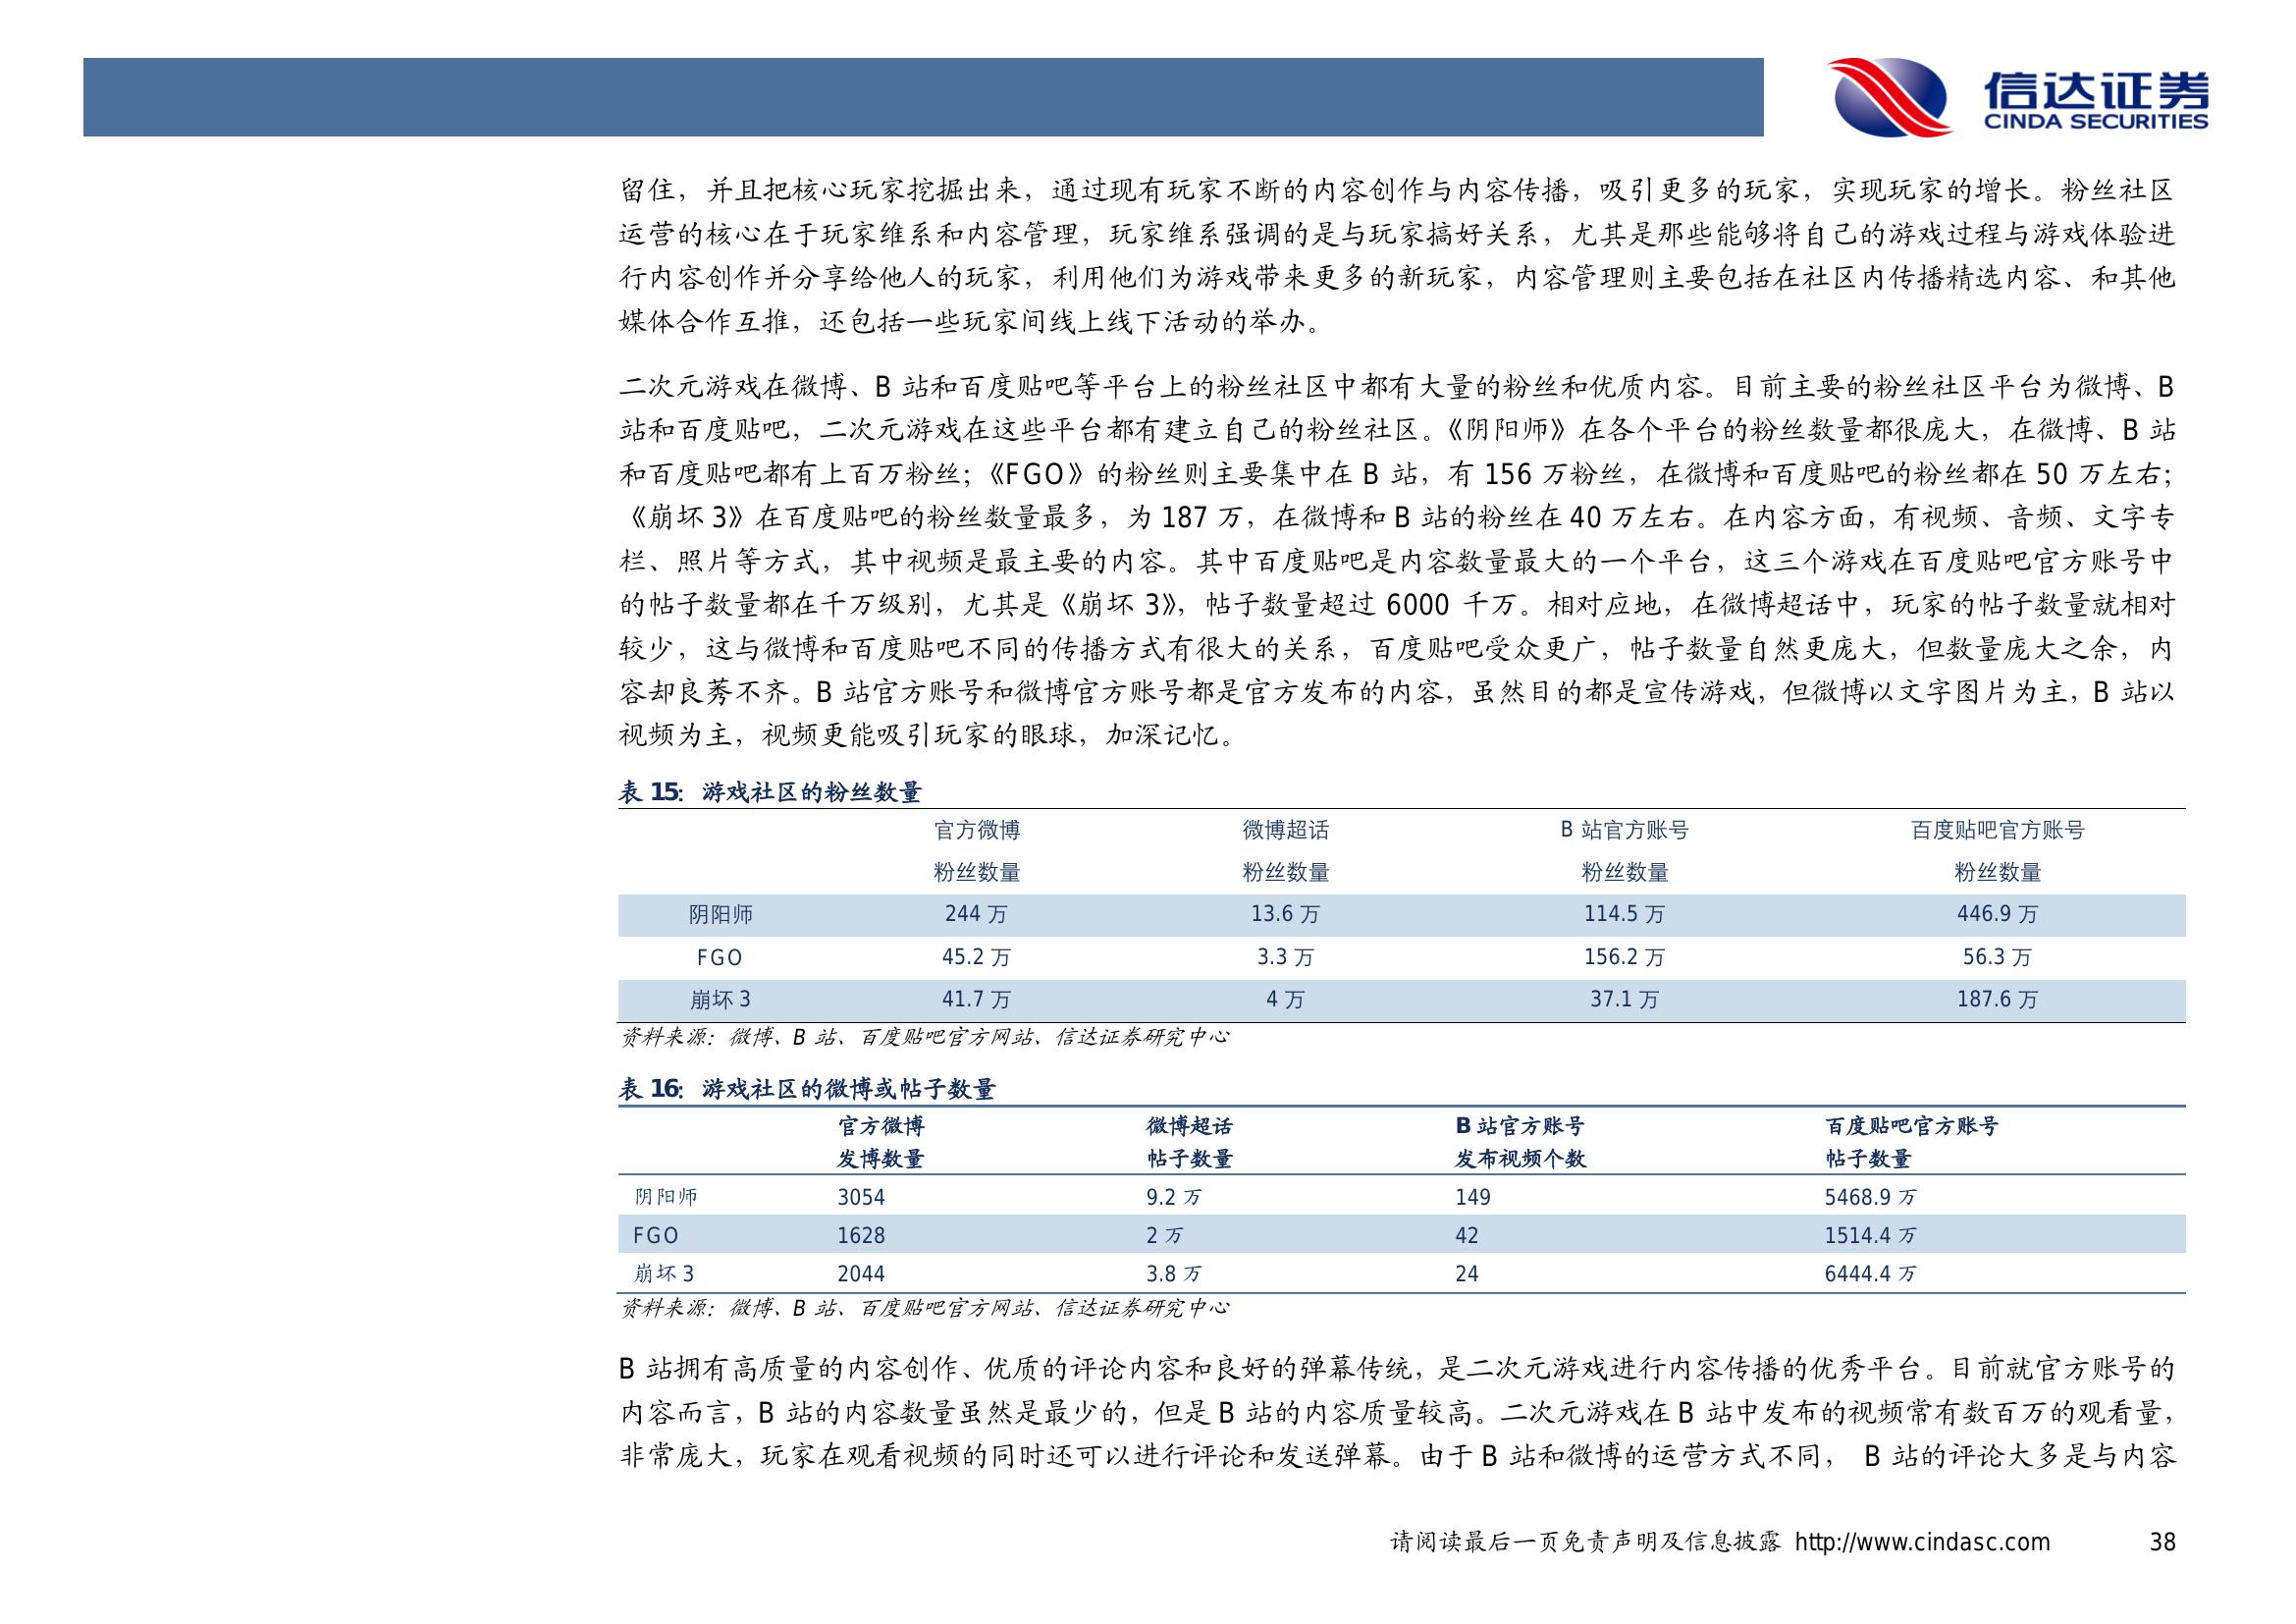 信达证券
CINDA SECURITIES
留住，并且把核心玩家挖掘出来，通过现有玩家不断的内容创作与内容传播，吸引更多的玩家，实现玩家的增长。粉丝社区
运营的核心在于玩家维系和内容管理，玩家维系强调的是与玩家搞好关系，尤其是那些能够将自己的游戏过程与游戏体验进
行内容创作并分享给他人的玩家，利用他们为游戏带来更多的新玩家，内容管理则主要包括在社区内传播精选内容、和其他
媒体合作互推，还包括一些玩家间线上线下活动的举办。
二次元游戏在微博、B 站和百度贴吧等平台上的粉丝社区中都有大量的粉丝和优质内容。目前主要的粉丝社区平台为微博、B
站和百度贴吧，二次元游戏在这些平台都有建立自己的粉丝社区。《阴阳师》在各个平台的粉丝数量都很庞大，在微博、B 站
和百度贴吧都有上百万粉丝；《FGO》的粉丝则主要集中在 B 站，有 156 万粉丝，在微博和百度贴吧的粉丝都在 50 万左右；
《崩坏 3》在百度贴吧的粉丝数量最多，为 187 万，在微博和 B 站的粉丝在 40 万左右。在内容方面，有视频、音频、文字专
栏、照片等方式，其中视频是最主要的内容。其中百度贴吧是内容数量最大的一个平台，这三个游戏在百度贴吧官方账号中
的帖子数量都在千万级别，尤其是《崩坏 3》，帖子数量超过 6000 千万。相对应地，在微博超话中，玩家的帖子数量就相对
较少，这与微博和百度贴吧不同的传播方式有很大的关系，百度贴吧受众更广，帖子数量自然更庞大，但数量庞大之余，内
容却良莠不齐。B 站官方账号和微博官方账号都是官方发布的内容，虽然目的都是宣传游戏，但微博以文字图片为主，B 站以
视频为主，视频更能吸引玩家的眼球，加深记忆。
表 15：游戏社区的粉丝数量
官方微博 微博超话 B 站官方账号 百度贴吧官方账号
粉丝数量 粉丝数量 粉丝数量 粉丝数量
阴阳师 244 万 13.6 万 114.5 万 446.9 万
FGO 45.2 万 3.3 万 156.2 万 56.3 万
崩坏 3 41.7 万 4 万 37.1 万 187.6 万
资料来源：微博、B 站、百度贴吧官方网站、信达证券研究中心
表 16：游戏社区的微博或帖子数量
官方微博 微博超话 B 站官方账号 百度贴吧官方账号
发博数量 帖子数量 发布视频个数 帖子数量
阴阳师 3054 9.2 万 149 5468.9 万
FGO 1628 2 万 42 1514.4 万
崩坏 3 2044 3.8 万 24 6444.4 万
资料来源：微博、B 站、百度贴吧官方网站、信达证券研究中心
B 站拥有高质量的内容创作、优质的评论内容和良好的弹幕传统，是二次元游戏进行内容传播的优秀平台。目前就官方账号的
内容而言，B 站的内容数量虽然是最少的，但是 B 站的内容质量较高。二次元游戏在 B 站中发布的视频常有数百万的观看量，
非常庞大，玩家在观看视频的同时还可以进行评论和发送弹幕。由于 B 站和微博的运营方式不同， B 站的评论大多是与内容
请阅读最后一页免责声明及信息披露 http://www.cindasc.com 38